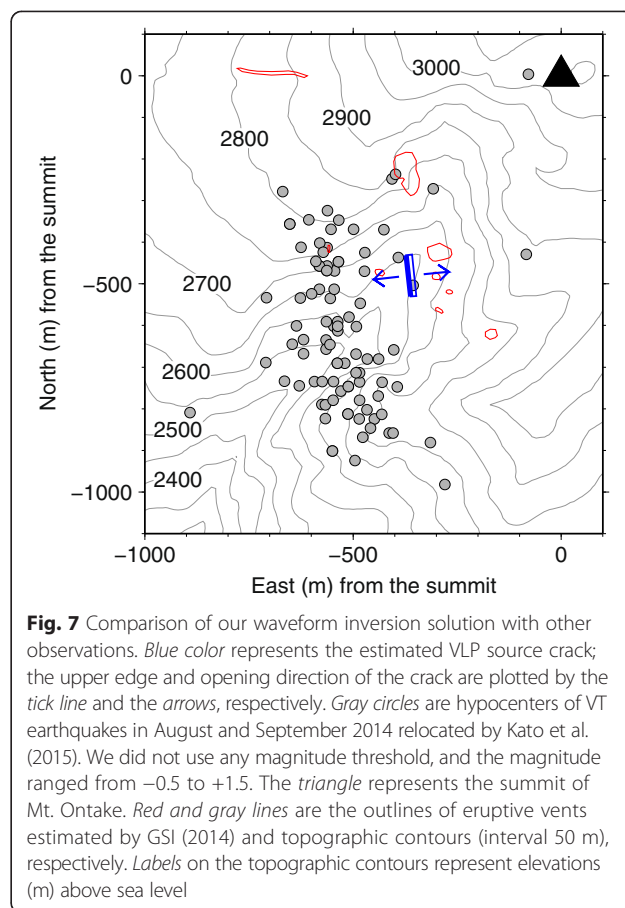 0
−500
−1000
North (m) from the summit
3000
2900
2800
2700
2600
2500
2400
−1000
−500
0
East (m) from the summit
Fig. 7 Comparison of our waveform inversion solution with other
observations. Blue color represents the estimated VLP source crack;
the upper edge and opening direction of the crack are plotted by the
tick line and the arrows, respectively. Gray circles are hypocenters of VT
earthquakes in August and September 2014 relocated by Kato et al.
(2015). We did not use any magnitude threshold, and the magnitude
ranged from −0.5 to +1.5. The triangle represents the summit of
Mt. Ontake. Red and gray lines are the outlines of eruptive vents
estimated by GSI (2014) and topographic contours (interval 50 m),
respectively. Labels on the topographic contours represent elevations
(m) above sea level